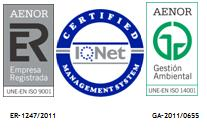 AENOR
ER
Empresa
Registrada
UNE-EN ISO 9001
CERTIFIED
IQNet
MANAGEMENT SYSTEM
AENOR
Gestión
Ambiental
UNE-EN ISO 14001
ER-1247/2011
GA-2011/0655